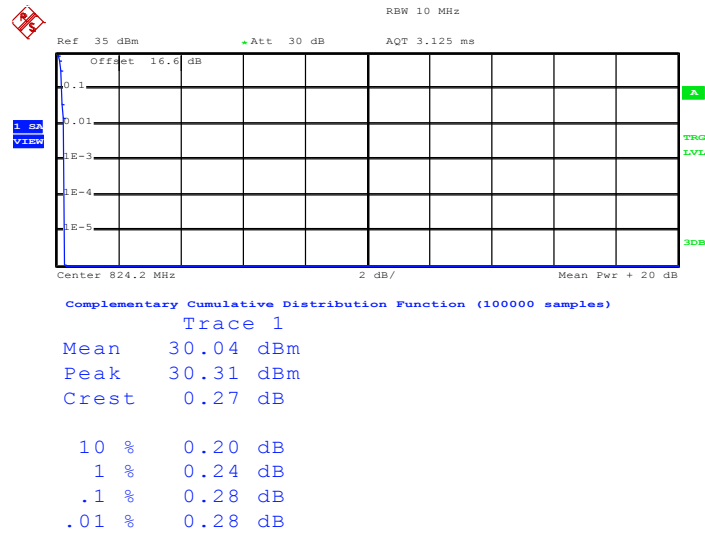 RBW 10 MHz
Ref 35 dBm * Att 30 dB AQT 3.125 ms
Offset 16.6 dB
0.1
A
0.01
1 SA
VIEW
TRG
1E-3
LVL
1E-4
1E-5
3DB
Center 824.2 MHz 2 dB/ Mean Pwr + 20 dB
Complementary Cumulative Distribution Function (100000 samples)
Trace 1
Mean 30.04 dBm
Peak 30.31 dBm
Crest 0.27 dB
10 % 0.20 dB
1 % 0.24 dB
.1 % 0.28 dB
.01 % 0.28 dB